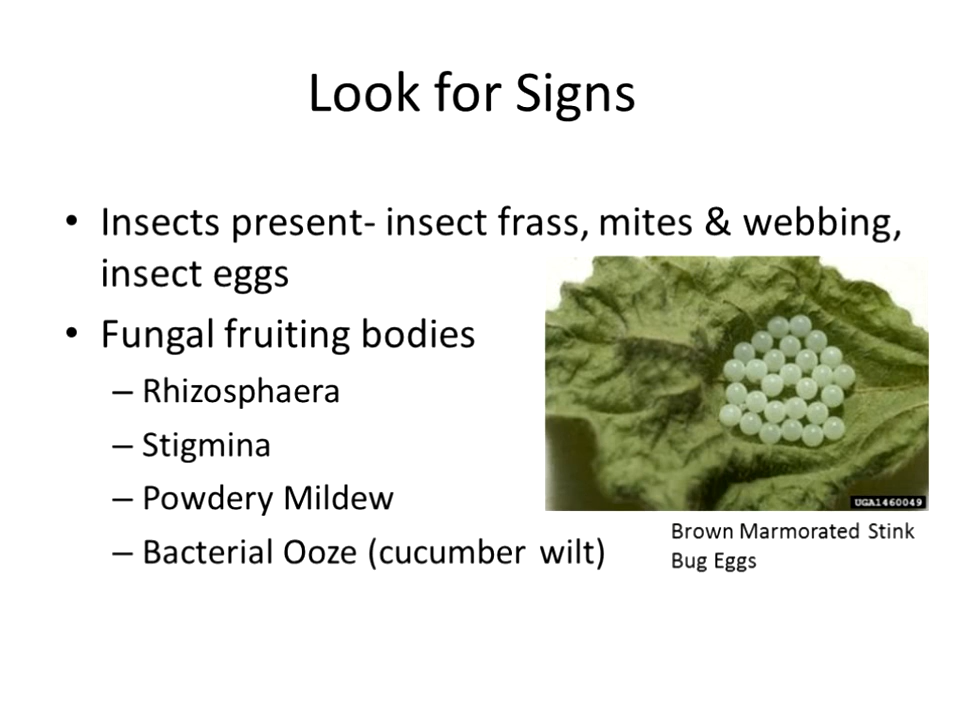 Look for Signs
• Insects present- insect frass, mites & webbing,
insect eggs
• Fungal fruiting bodies
– Rhizosphaera
– Stigmina
– Powdery Mildew
– Bacterial Ooze (cucumber wilt)
UGA1460049
Brown Marmorated Stink
Bug Eggs